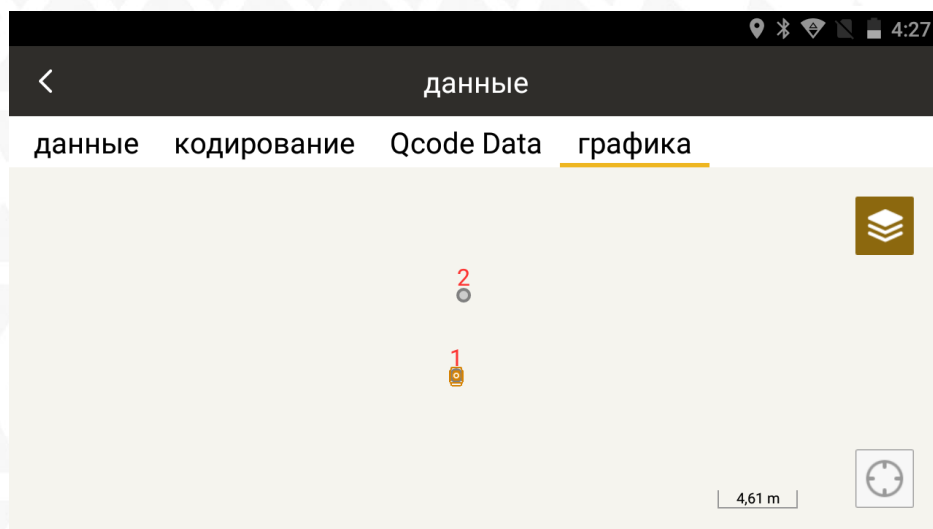 4:27
данные
данные кодирование Qcode Data графика
2
1
4,61 m